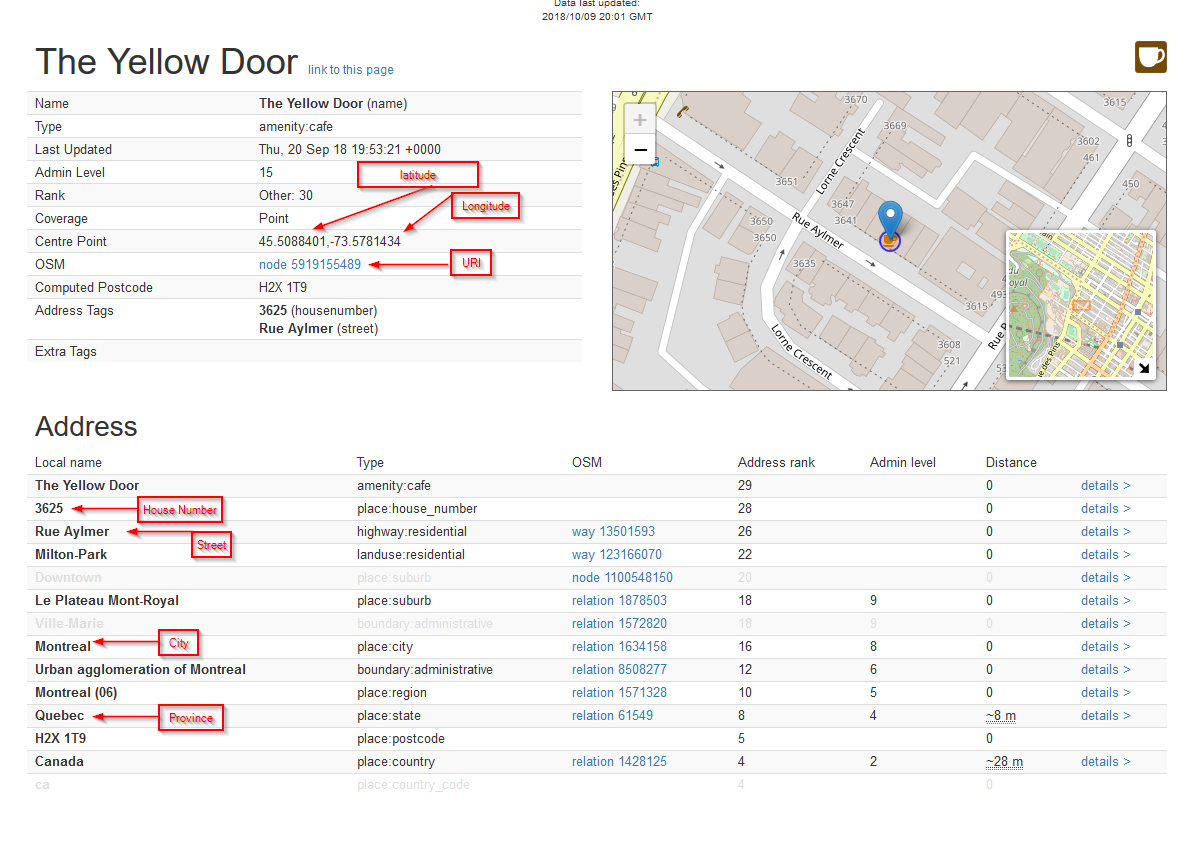 Data last updated:
2018/10/09 20:01 GMT
The Yellow Door link to this page
Name The Yellow Door (name)
Type amenity:cafe
Last Updated Thu, 20 Sep 18 19:53:21 +0000
Admin Level 15
latitude
Rank Other: 30
Longitude
Coverage Point
Centre Point 45.5088401,-73.5781434
OSM node 5919155489
URI
Computed Postcode H2X 1T9
Address Tags 3625 (housenumber)
Rue Aylmer (street)
Extra Tags
+
−
3670
3615
3669
3602
461
Lorne Crescent
des Pins
3651
450
3647
3641
3650
3650
Rue Aylmer
3635
3615
493
Lorne Crescent
3608
521
Rue P
53
du
oyal
ue des Pins
Address
Local name Type OSM Address rank Admin level Distance
The Yellow Door amenity:cafe 29 0 details >
3625 place:house_number 28 0 details >
House Number
Rue Aylmer highway:residential way 13501593 26 0 details >
Street
Milton-Park landuse:residential way 123166070 22 0 details >
Downtown place:suburb node 1100548150 20 0 details >
Le Plateau Mont-Royal place:suburb relation 1878503 18 9 0 details >
Ville-Marie boundary:administrative relation 1572820 18 9 0 details >
Montreal place:city relation 1634158 16 8 0 details >
City
Urban agglomeration of Montreal boundary:administrative relation 8508277 12 6 0 details >
Montreal (06) place:region relation 1571328 10 5 0 details >
Quebec place:state relation 61549 8 4 ~8 m details >
Province
H2X 1T9 place:postcode 5 0
Canada place:country relation 1428125 4 2 ~28 m details >
ca place:country_code 4 0